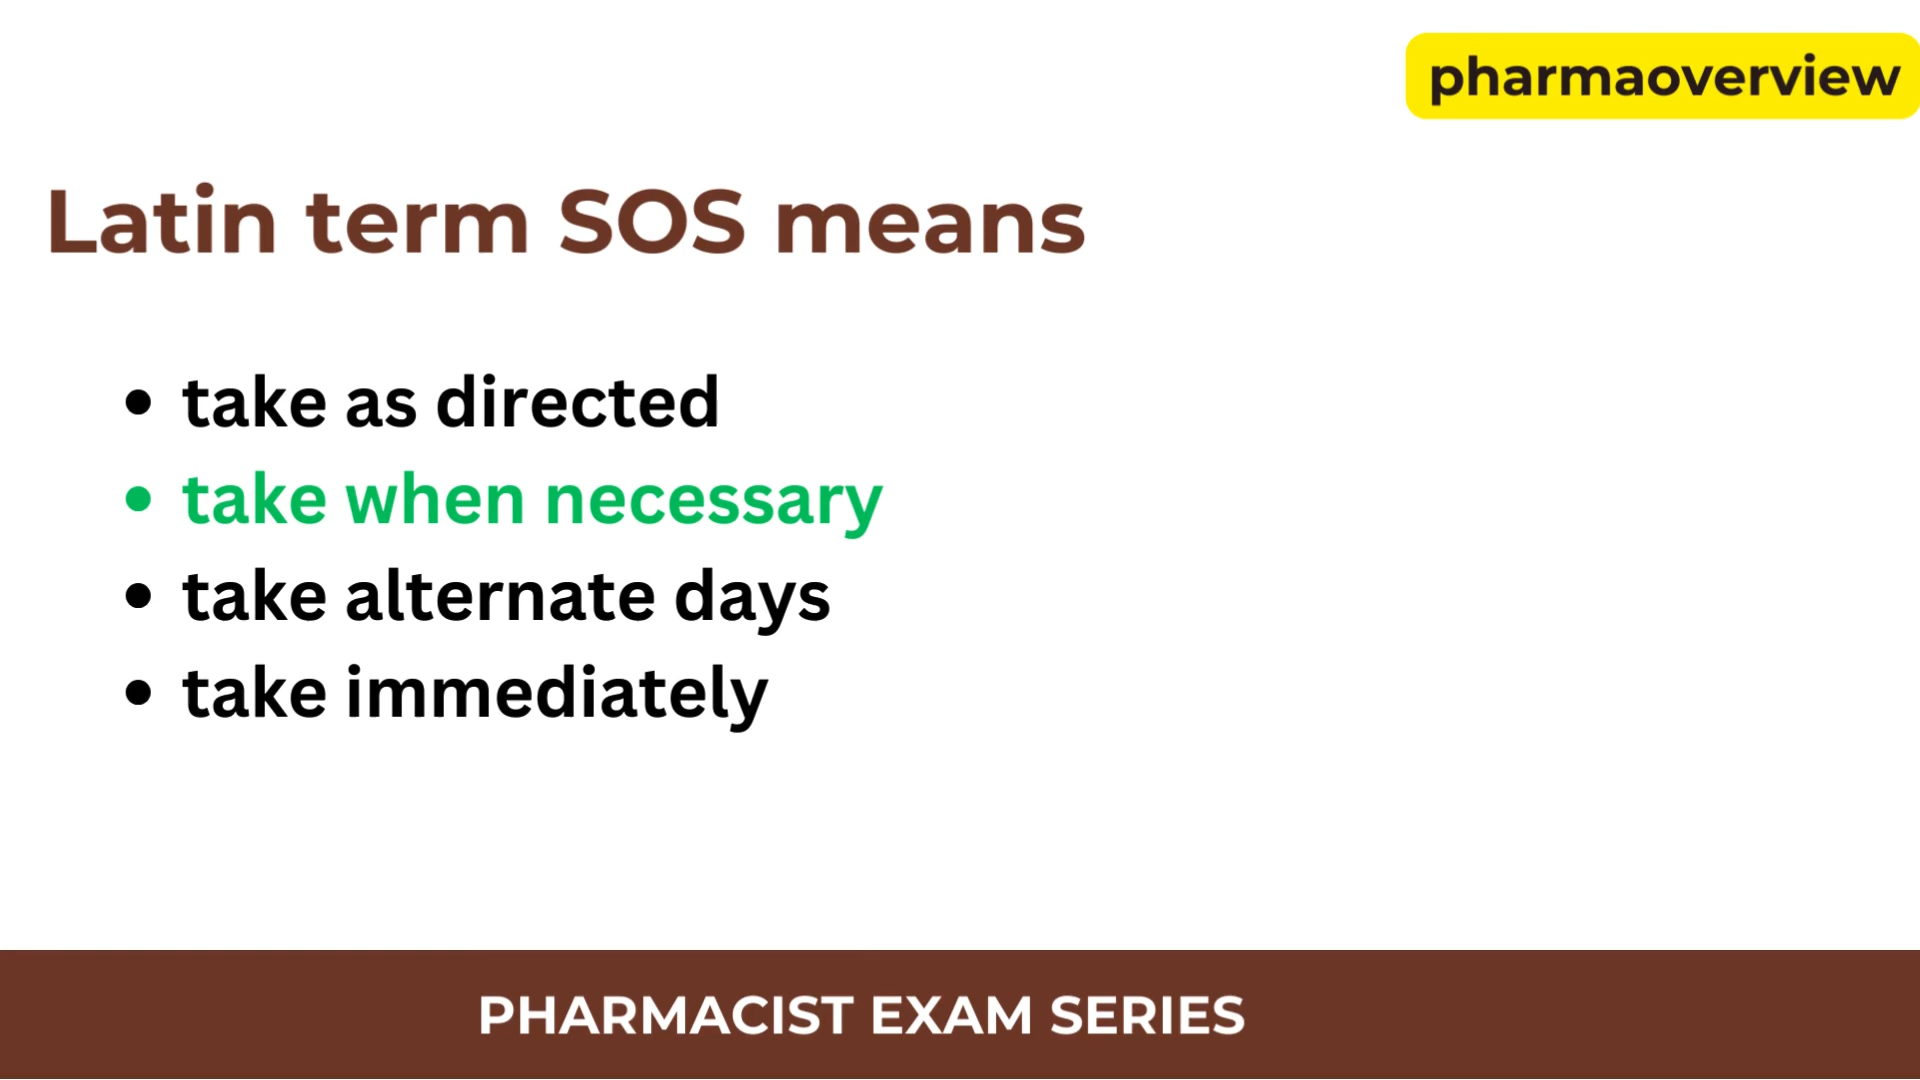 pharmaoverview
Latin term SOS means
• take as directed
• take when necessary
• take alternate days
• take immediately
PHARMACIST EXAM SERIES